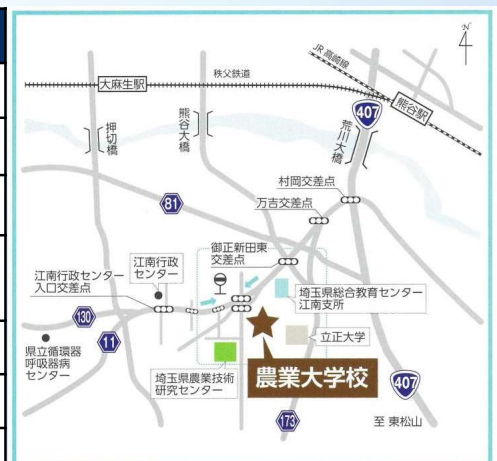 N
4
JR高崎線
秩父鉄道
大麻生駅
熊谷駅
407
押切橋
熊谷大橋
荒川大橋
村岡交差点
81
万吉交差点
御正新田東
交差点
江南行政
センター
江南行政センター
入口交差点
埼玉県総合教育センター
江南支所
130
11
立正大学
県立循環器
呼吸器病
センター
埼玉県農業技術
研究センター
農業大学校
407
173
至 東松山